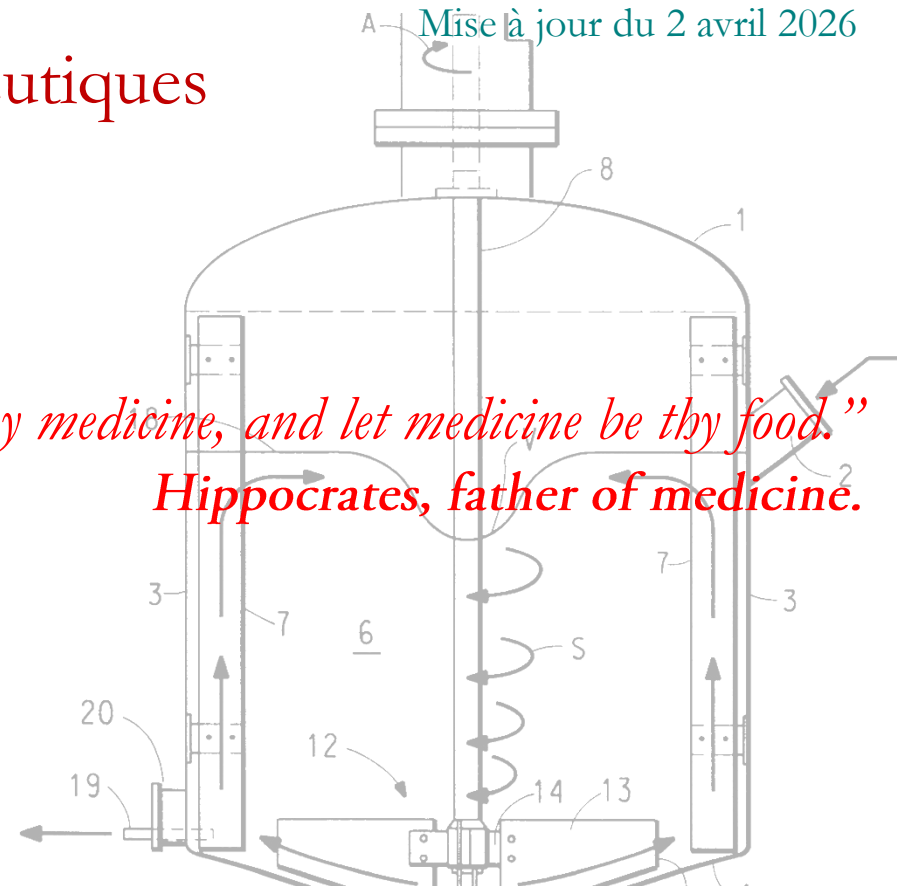 Mise à jour du 2 avril 2026
utiques
A
8
1
y medicine, and let medicine be thy food.”
18
V
2
Hippocrates, father of medicine.
3
7
7
3
6
S
20
12
19
14
13